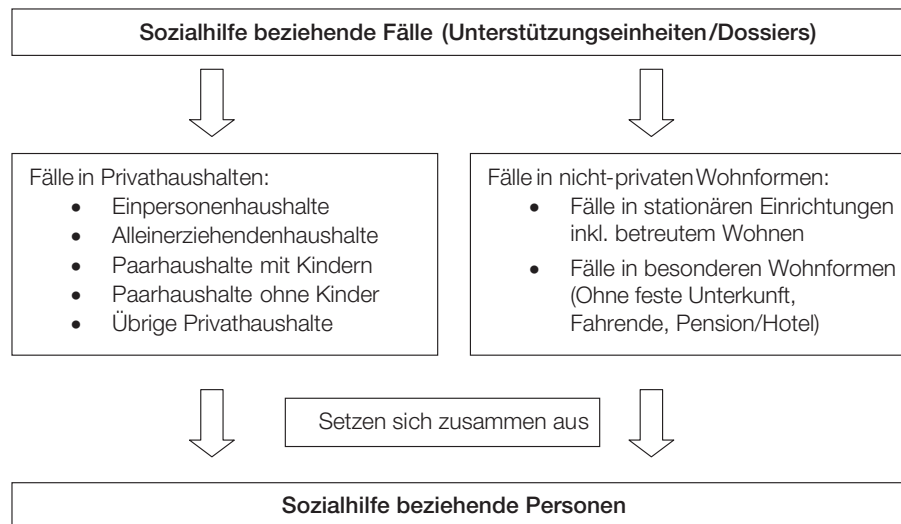 Sozialhilfe beziehende Fälle (Unterstützungseinheiten/Dossiers)
Fälle in Privathaushalten:
• Einpersonenhaushalte
• Alleinerziehendenhaushalte
• Paarhaushalte mit Kindern
• Paarhaushalte ohne Kinder
• Übrige Privathaushalte
Fälle in nicht-privaten Wohnformen:
• Fälle in stationären Einrichtungen
inkl. betreutem Wohnen
• Fälle in besonderen Wohnformen
(Ohne feste Unterkunft,
Fahrende, Pension/Hotel)
Setzen sich zusammen aus
Sozialhilfe beziehende Personen